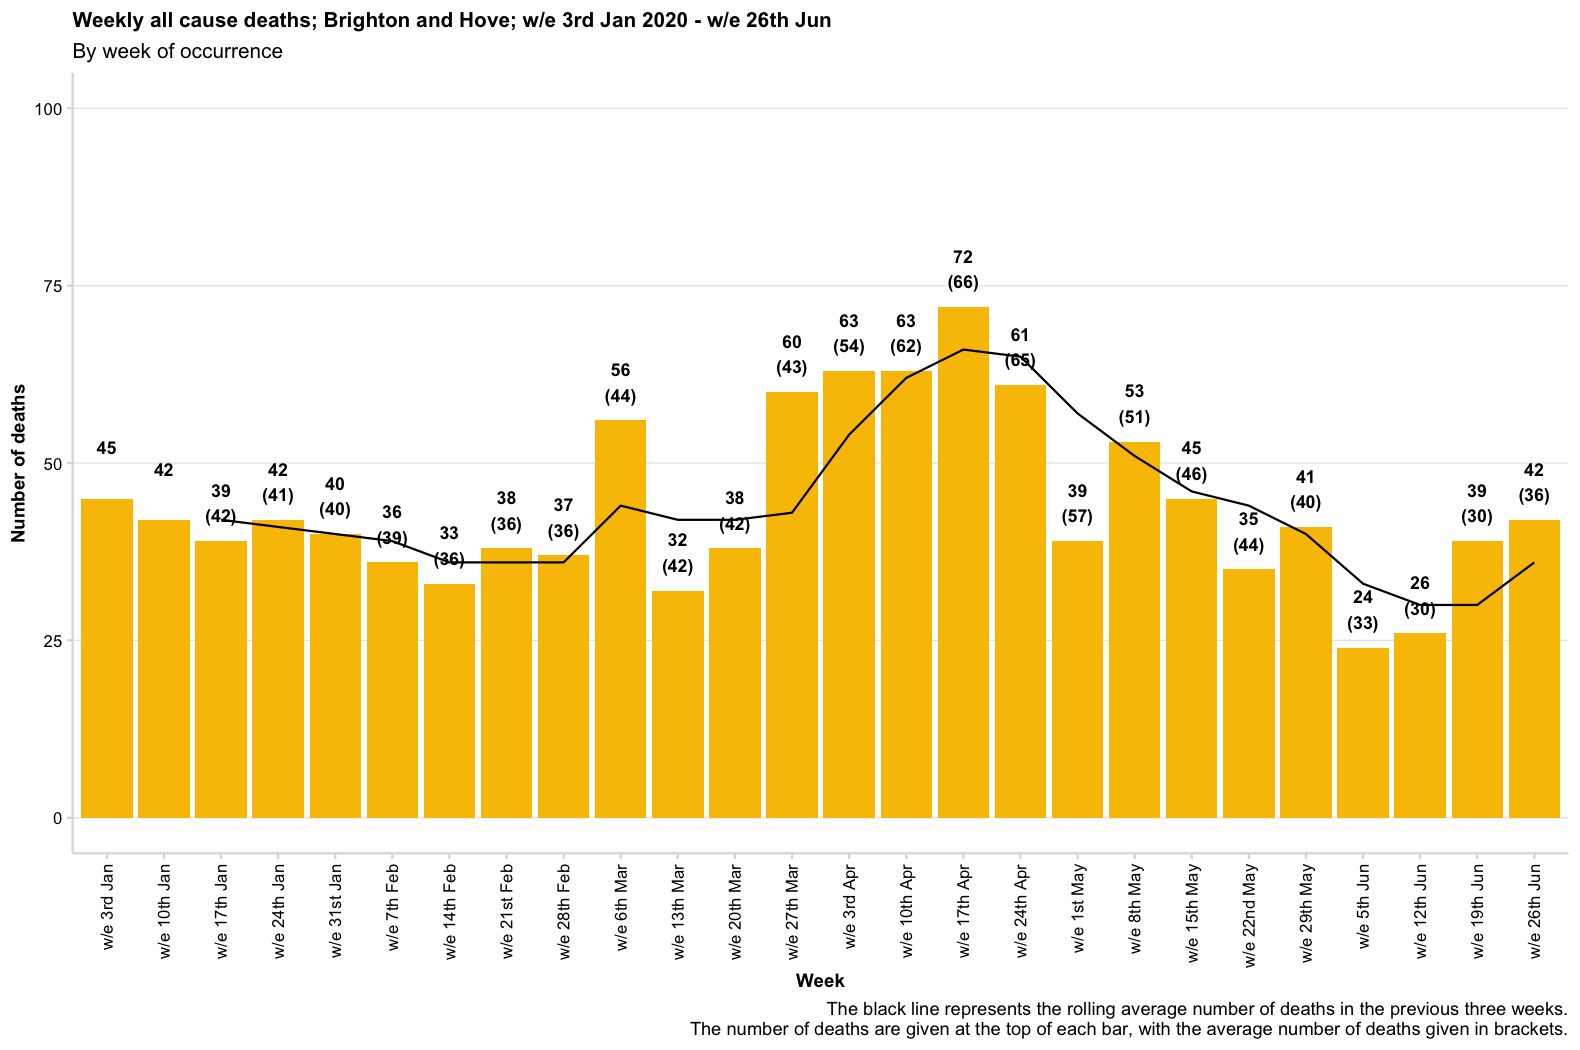 Weekly all cause deaths; Brighton and Hove; w/e 3rd Jan 2020 - w/e 26th Jun
By week of occurrence
Number of deaths
100
75
50
25
0
45
42
39
(42)
42
(41)
40
(40)
36
(39)
33
(36)
38
(36)
37
(36)
56
(44)
32
(42)
38
(42)
60
(43)
63
(54)
63
(62)
72
(66)
61
(65)
39
(57)
53
(51)
45
(46)
35
(44)
41
(40)
24
(33)
26
(30)
39
(30)
42
(36)
w/e 3rd Jan
w/e 10th Jan
w/e 17th Jan
w/e 24th Jan
w/e 31st Jan
w/e 7th Feb
w/e 14th Feb
w/e 21st Feb
w/e 28th Feb
w/e 6th Mar
w/e 13th Mar
w/e 20th Mar
w/e 27th Mar
w/e 3rd Apr
w/e 10th Apr
w/e 17th Apr
w/e 24th Apr
w/e 1st May
w/e 8th May
w/e 15th May
w/e 22nd May
w/e 29th May
w/e 5th Jun
w/e 12th Jun
w/e 19th Jun
w/e 26th Jun
Week
The black line represents the rolling average number of deaths in the previous three weeks.
The number of deaths are given at the top of each bar, with the average number of deaths given in brackets.